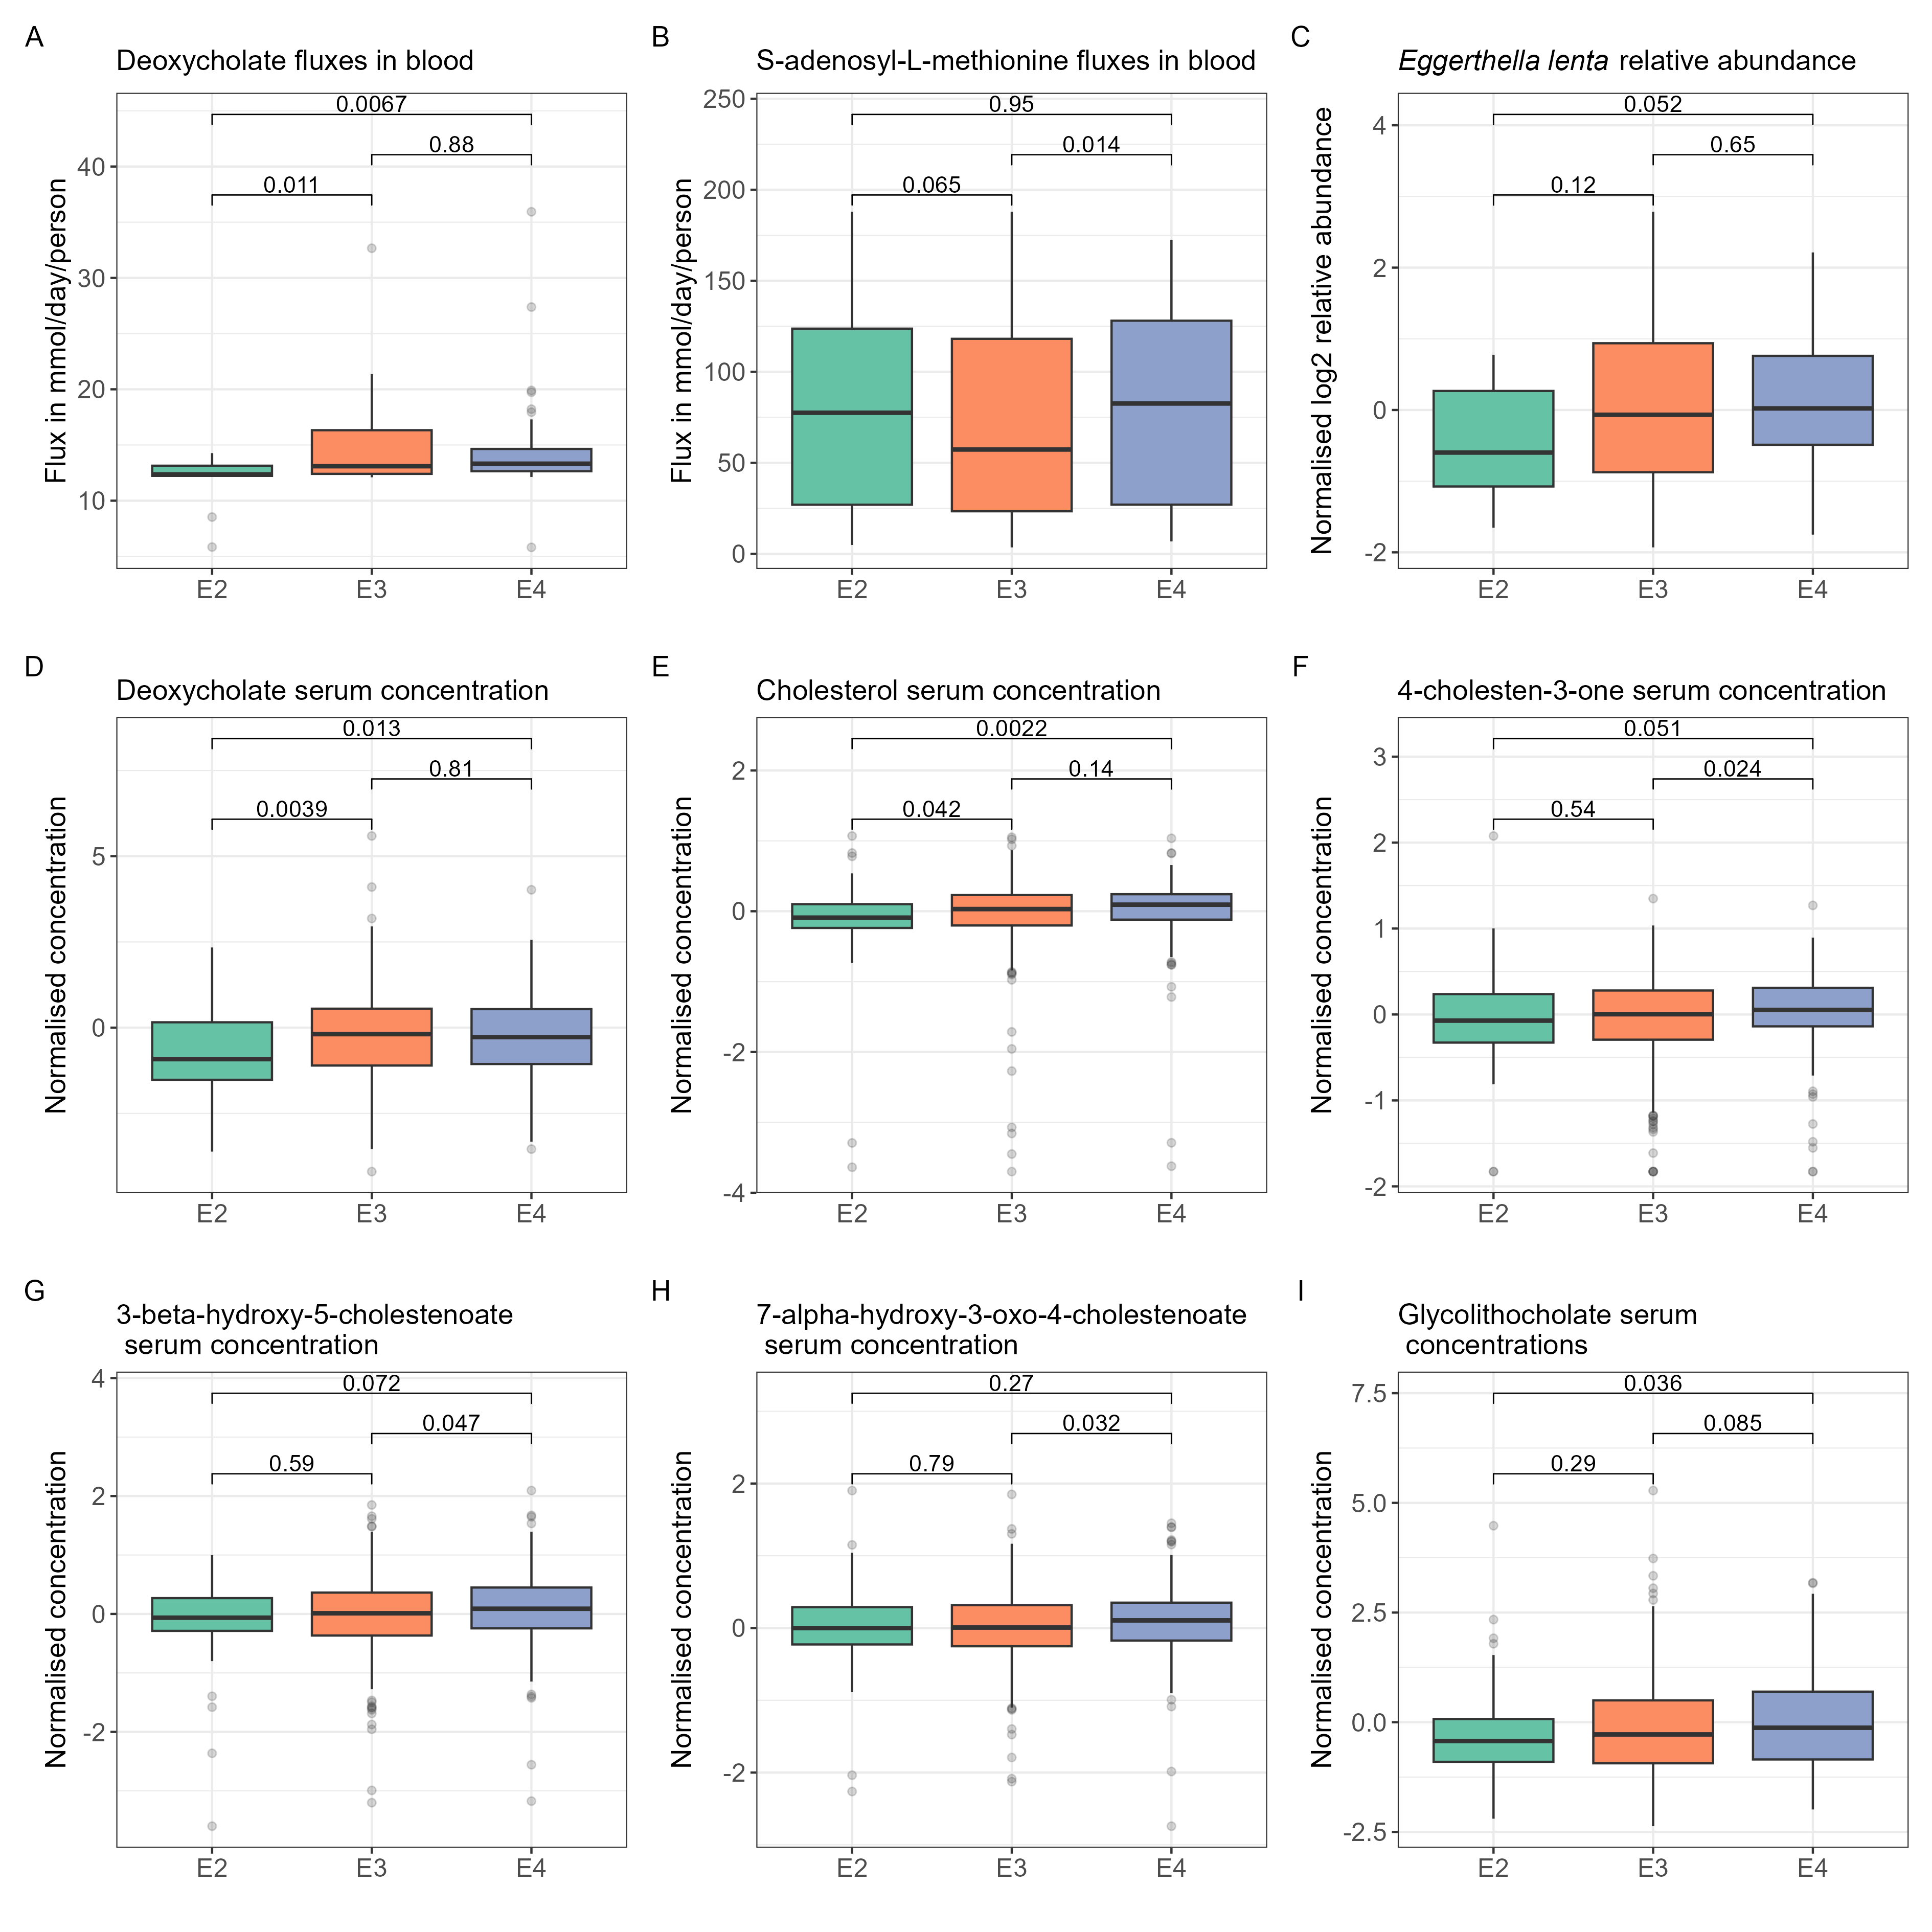 A
Deoxycholate fluxes in blood
Flux in mmol/day/person
40
30
20
10
0.0067
0.88
0.011
E2 E3 E4
B
S-adenosyl-L-methionine fluxes in blood
Flux in mmol/day/person
250
200
150
100
50
0
0.95
0.014
0.065
E2 E3 E4
C
Eggerthella lenta relative abundance
Normalised log2 relative abundance
4
2
0
-2
0.052
0.65
0.12
E2 E3 E4
D
Deoxycholate serum concentration
Normalised concentration
5
0
0.013
0.81
0.0039
E2 E3 E4
E
Cholesterol serum concentration
Normalised concentration
2
0
-2
-4
0.0022
0.14
0.042
E2 E3 E4
F
4-cholesten-3-one serum concentration
Normalised concentration
3
2
1
0
-1
-2
0.051
0.024
0.54
E2 E3 E4
G
3-beta-hydroxy-5-cholestenoate
serum concentration
Normalised concentration
4
2
0
-2
0.072
0.047
0.59
E2 E3 E4
H
7-alpha-hydroxy-3-oxo-4-cholestenoate
serum concentration
Normalised concentration
2
0
-2
0.27
0.032
0.79
E2 E3 E4
I
Glycolithocholate serum
concentrations
Normalised concentration
7.5
5.0
2.5
0.0
-2.5
0.036
0.085
0.29
E2 E3 E4